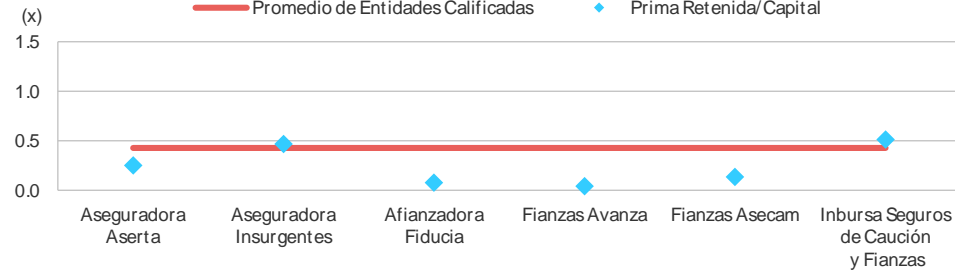 (x)
Promedio de Entidades Calificadas
Prima Retenida/Capital
1.5
1.0
0.5
0.0
Aseguradora
Aserta
Aseguradora
Insurgentes
Afianzadora
Fiducia
Fianzas Avanza
Fianzas Asecam
Inbursa Seguros
de Caución
y Fianzas